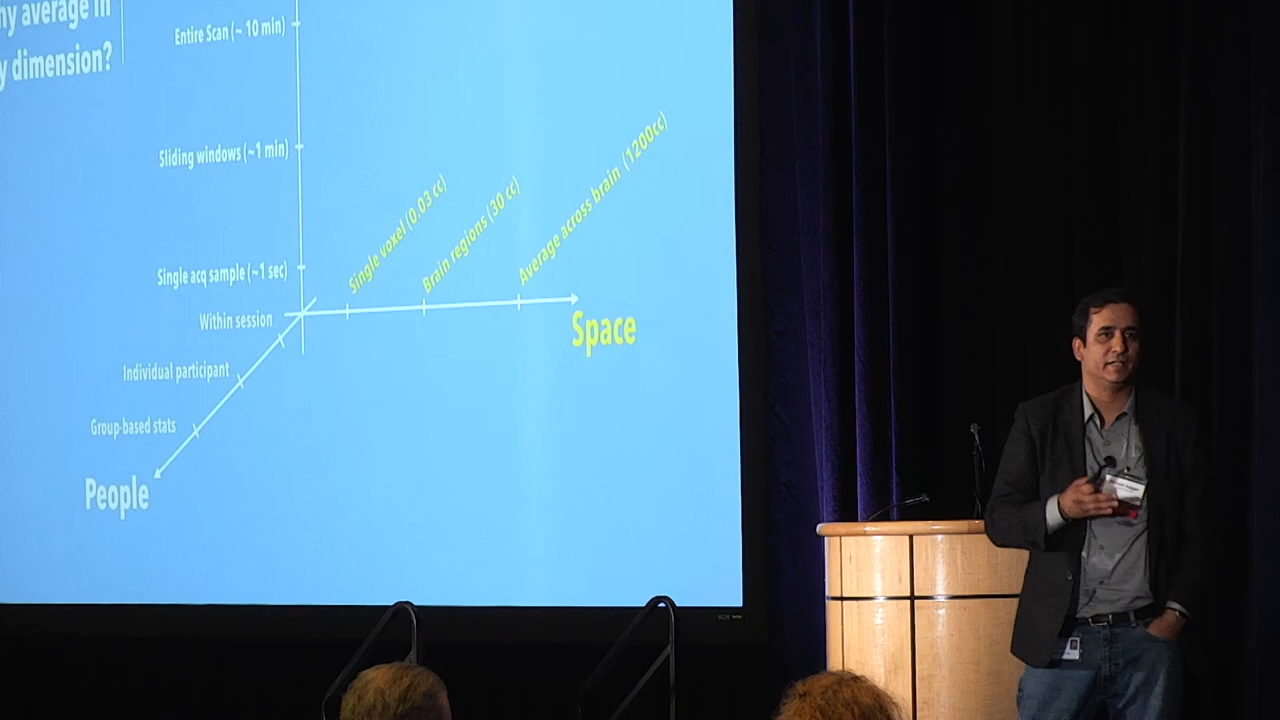 hy average in
y dimension?
Entire Scan (~ 10 min)
Sliding windows (~1 min)
Single acq sample (~1 sec)
Within session
Individual participant
Group-based stats
People
Single voxel (0.03 cc)
Brain regions (30 cc)
Average across brain (1200cc)
Space